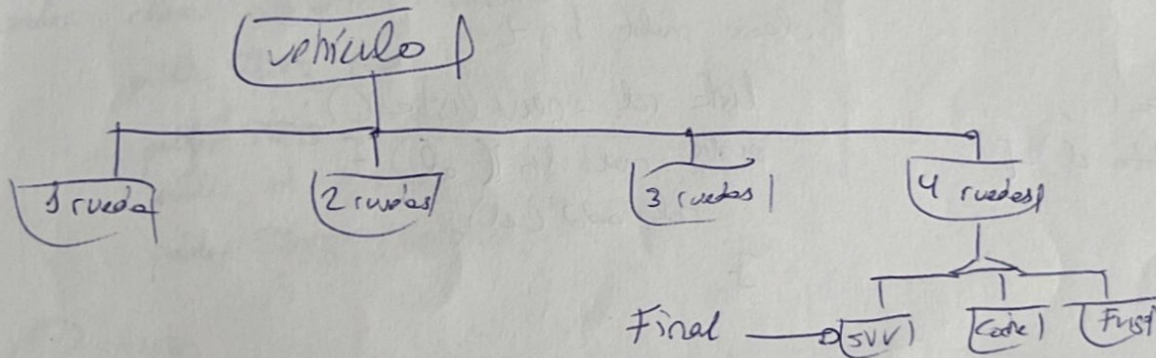 vehículo
1 rueda
2 ruedas
3 ruedas
4 ruedas
Final
SUV
Coche